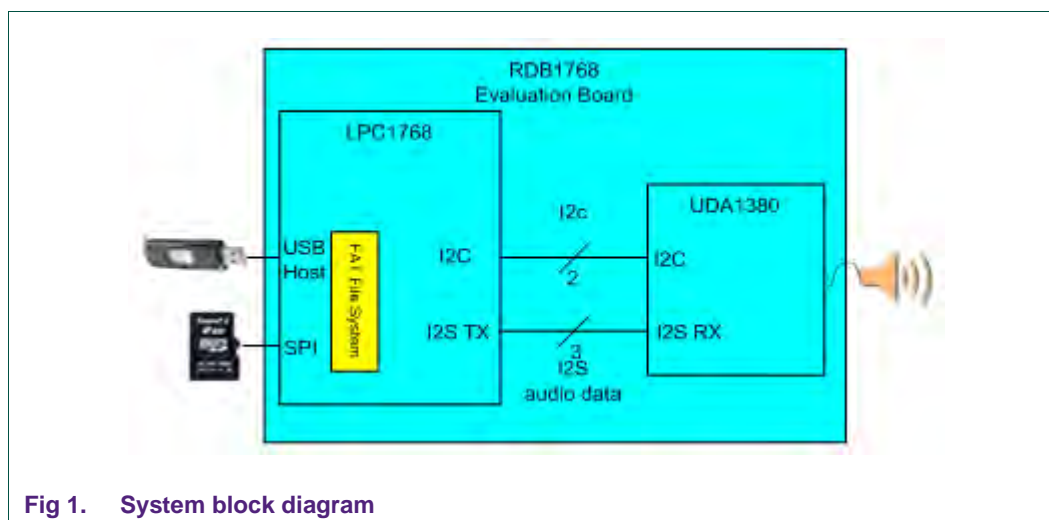 RDB1768
Evaluation Board
LPC1768
USB
Host
FAT File System
SPI
I2C
I2S TX
I2c
2
3
I2S
audio data
UDA1380
I2C
I2S RX
Fig 1. System block diagram